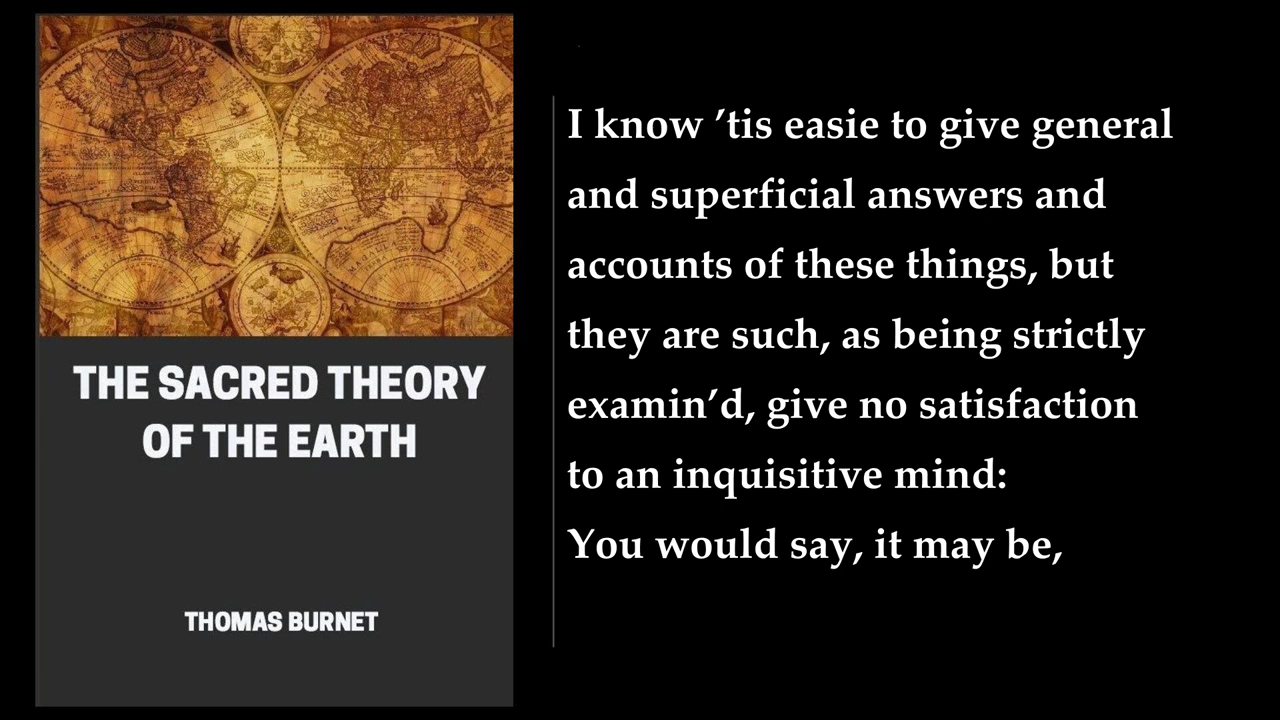 THE SACRED THEORY
OF THE EARTH
THOMAS BURNET
I know ’tis easie to give general
and superficial answers and
accounts of these things, but
they are such, as being strictly
examin’d, give no satisfaction
to an inquisitive mind:
You would say, it may be,